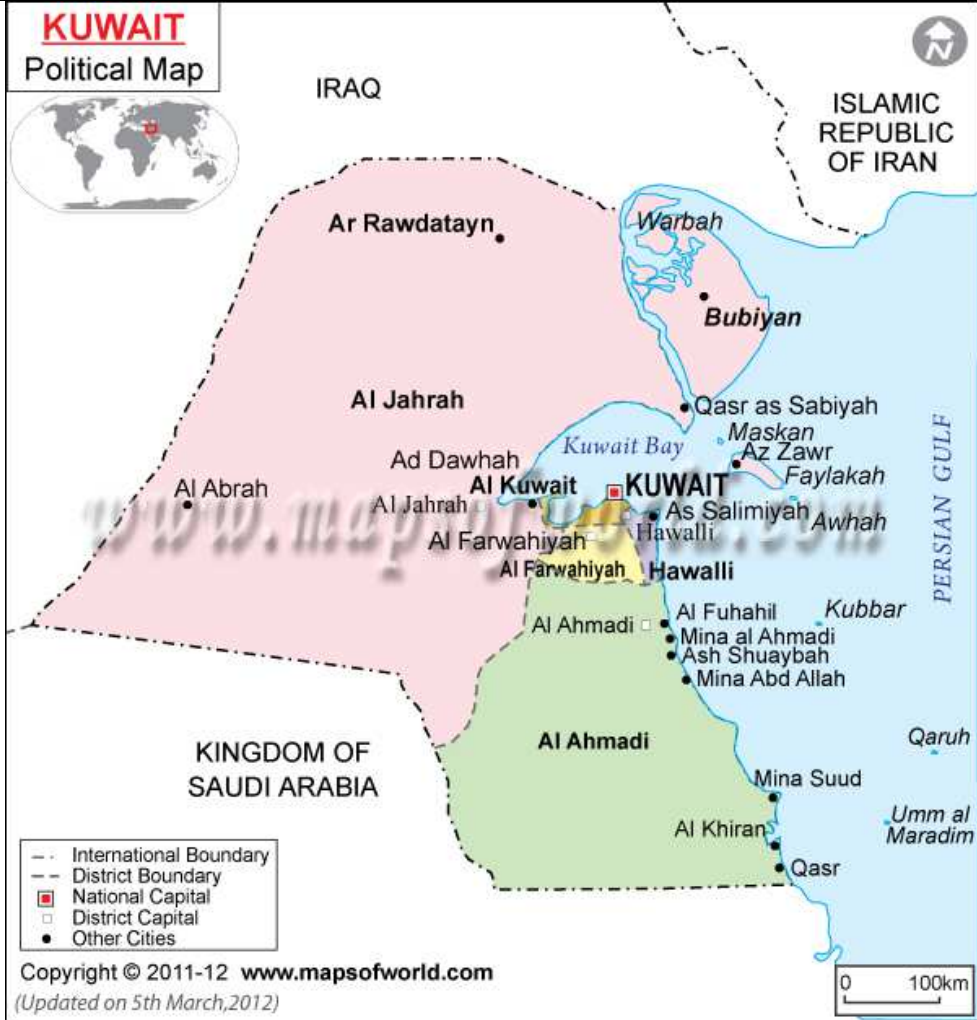 KUWAIT
Political Map
IRAQ
N
ISLAMIC
REPUBLIC
OF IRAN
Ar Rawdatayn
Warbah
Bubiyan
Al Jahrah
Qasr as Sabiyah
Kuwait Bay
Maskan
Az Zawr
Faylakah
Ad Dawhah
Al Kuwait
KUWAIT
Al Abrah
Al Jahrah
As Salimiyah
Awhah
www.mapsofworld.com
Al Farwahiyah
Hawalli
Al Farwahiyah
Hawalli
PERSIAN GULF
Al Ahmadi
Al Fuhahil
Kubbar
Mina al Ahmadi
Ash Shuaybah
Mina Abd Allah
Al Ahmadi
KINGDOM OF
SAUDI ARABIA
Qaruh
Mina Suud
Umm al
Maradim
Al Khiran
Qasr
International Boundary
District Boundary
National Capital
District Capital
Other Cities
Copyright © 2011-12 www.mapsofworld.com
(Updated on 5th March,2012)
0 100km